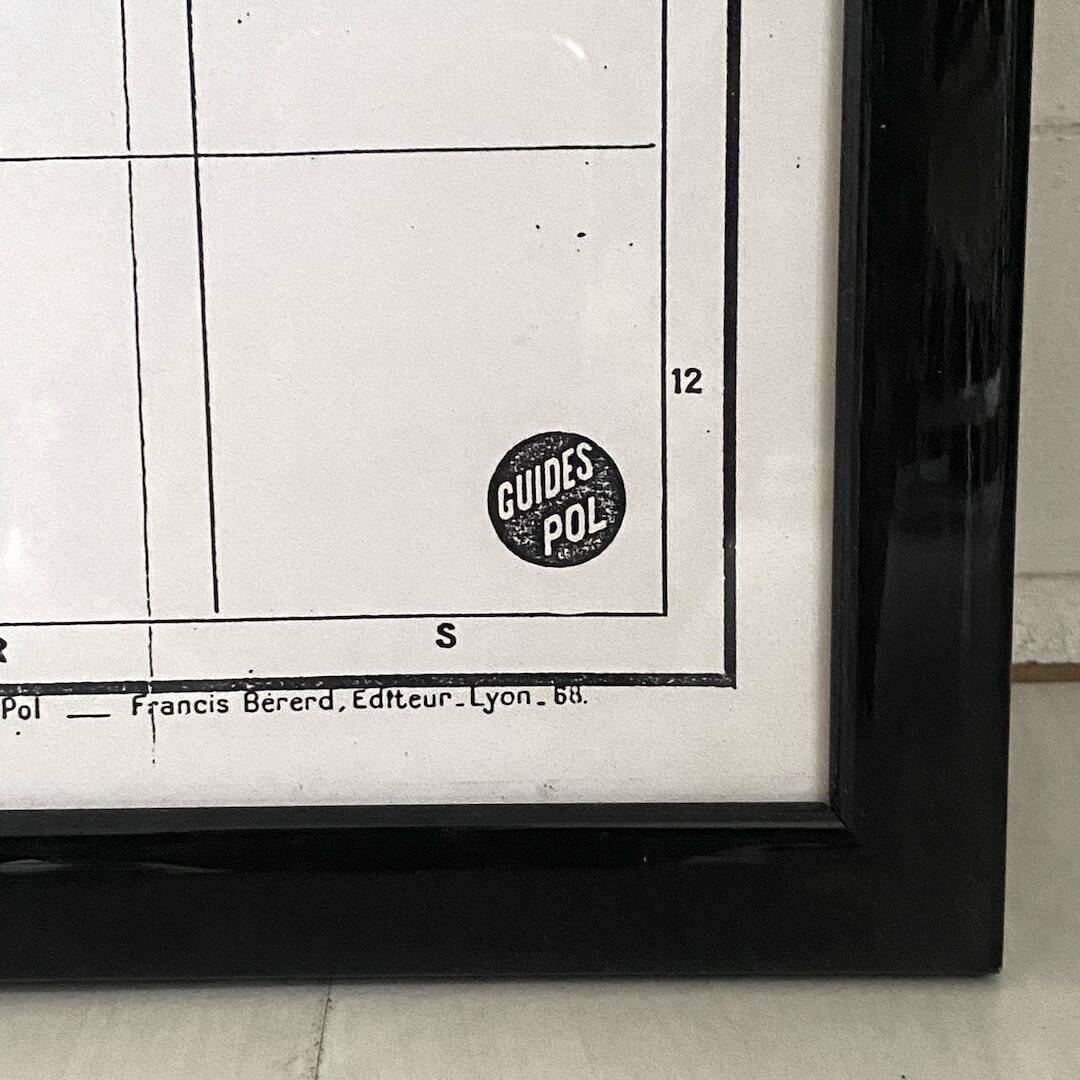 12
GUIDES
POL
S
Pol — Francis Bérerd, Editeur_Lyon_68.